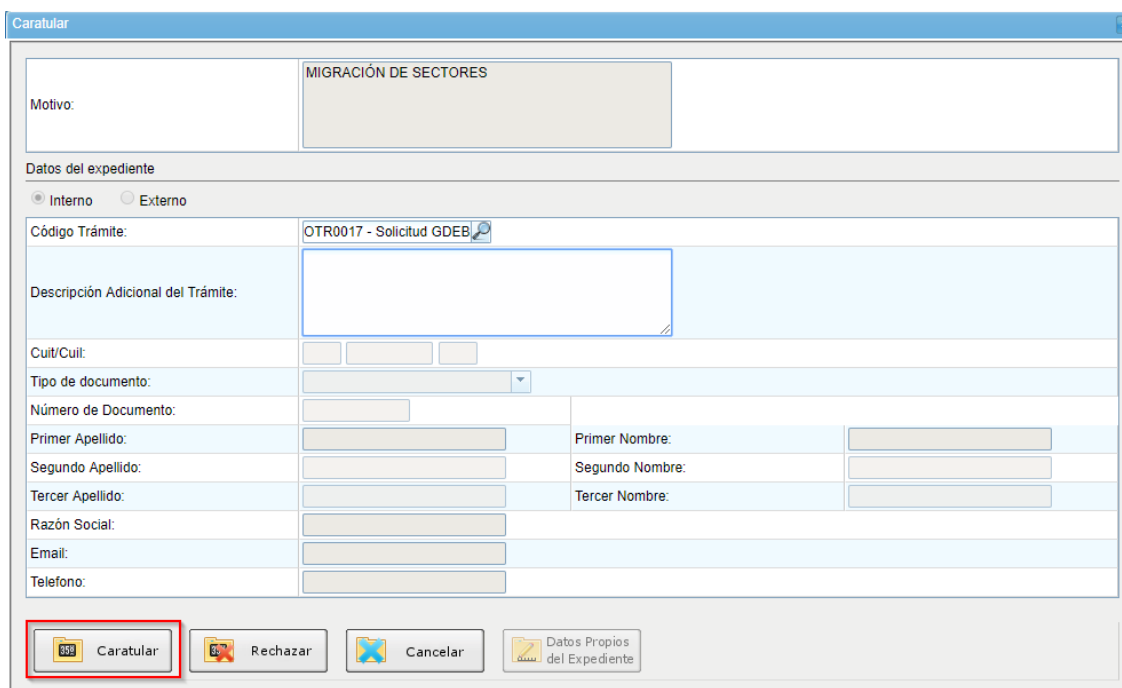 Caratular
MIGRACIÓN DE SECTORES
Motivo:
Datos del expediente
Interno Externo
Código Trámite: OTR0017 - Solicitud GDEB
Descripción Adicional del Trámite:
Cuit/Cuil:
Tipo de documento:
Número de Documento:
Primer Apellido: Primer Nombre:
Segundo Apellido: Segundo Nombre:
Tercer Apellido: Tercer Nombre:
Razón Social:
Email:
Telefono:
Caratular Rechazar Cancelar Datos Propios
del Expediente